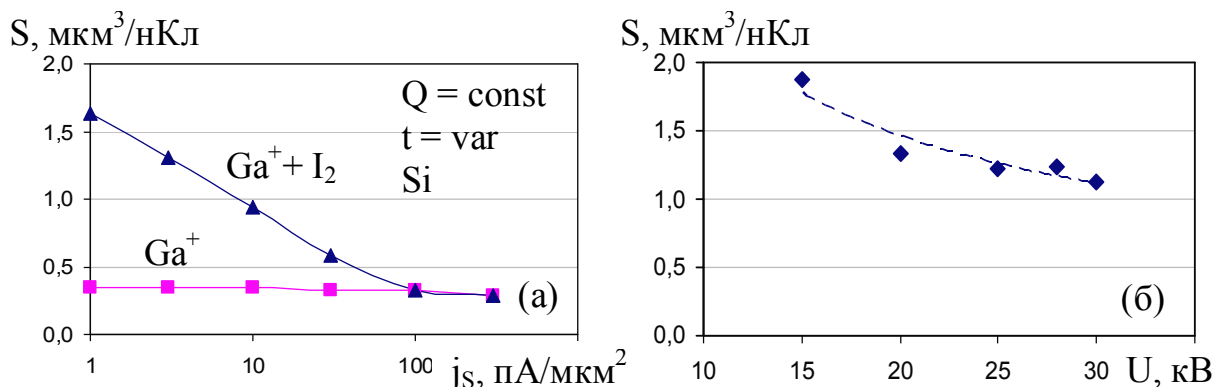 S, мкм³/нКл
2,0
1,5
1,0
0,5
0,0
1
10
100
jS, пА/мкм²
Q = const
t = var
Si
Ga⁺ + I₂
Ga⁺
(а)
S, мкм³/нКл
2,0
1,5
1,0
0,5
0,0
10
15
20
25
30
U, кВ
(б)